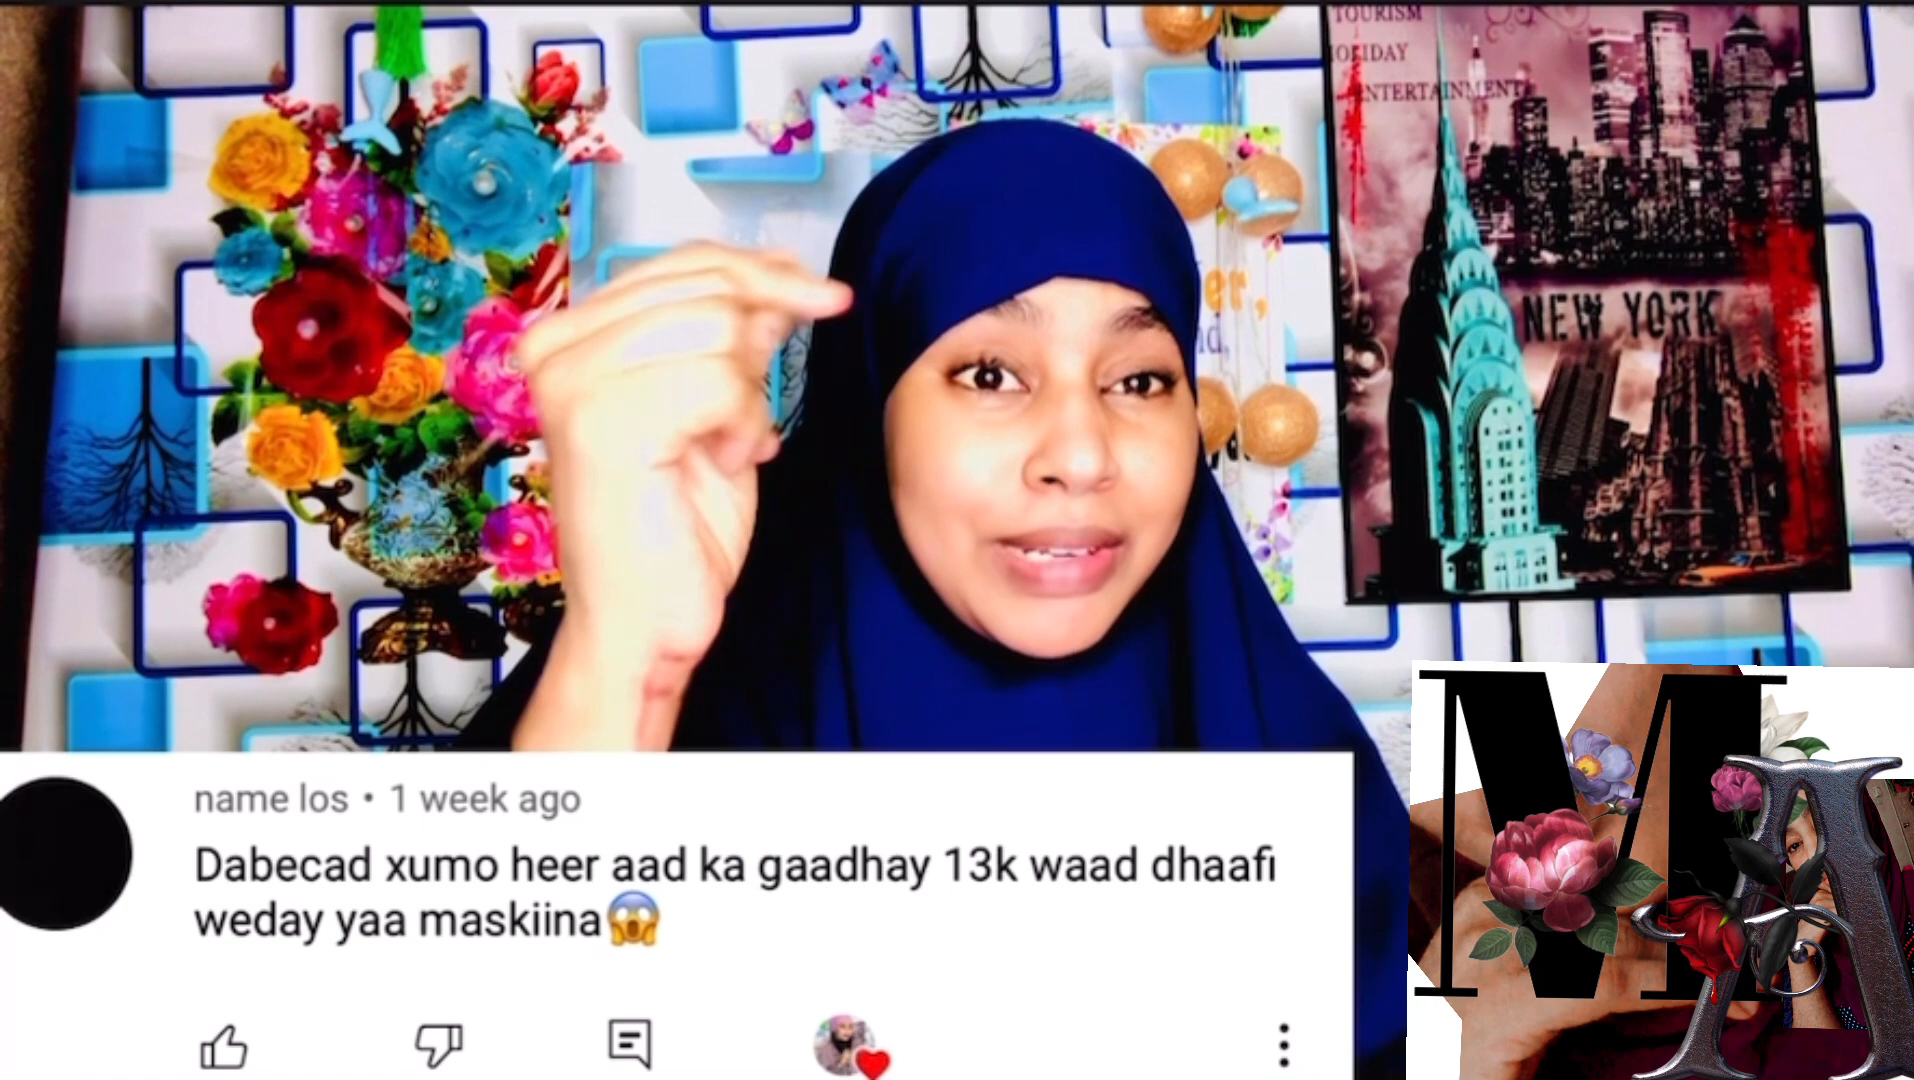 TOURISM
ENTERTAINMENT
NEW YORK
er,
name los • 1 week ago
Dabecad xumo heer aad ka gaadhay 13k waad dhaafi
weday yaa maskiina😱
M
A